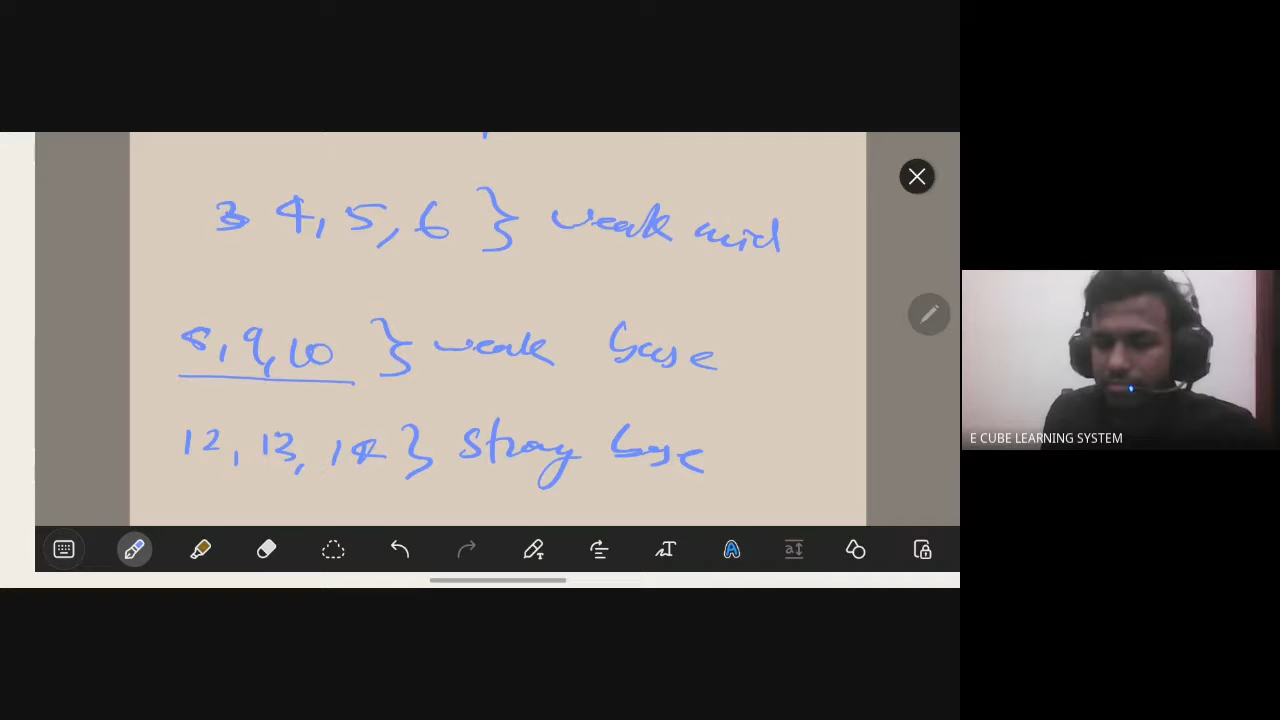 3 4, 5, 6 } weak acid
8, 9, 10 } weak base
12, 13, 14 } strong base
E CUBE LEARNING SYSTEM